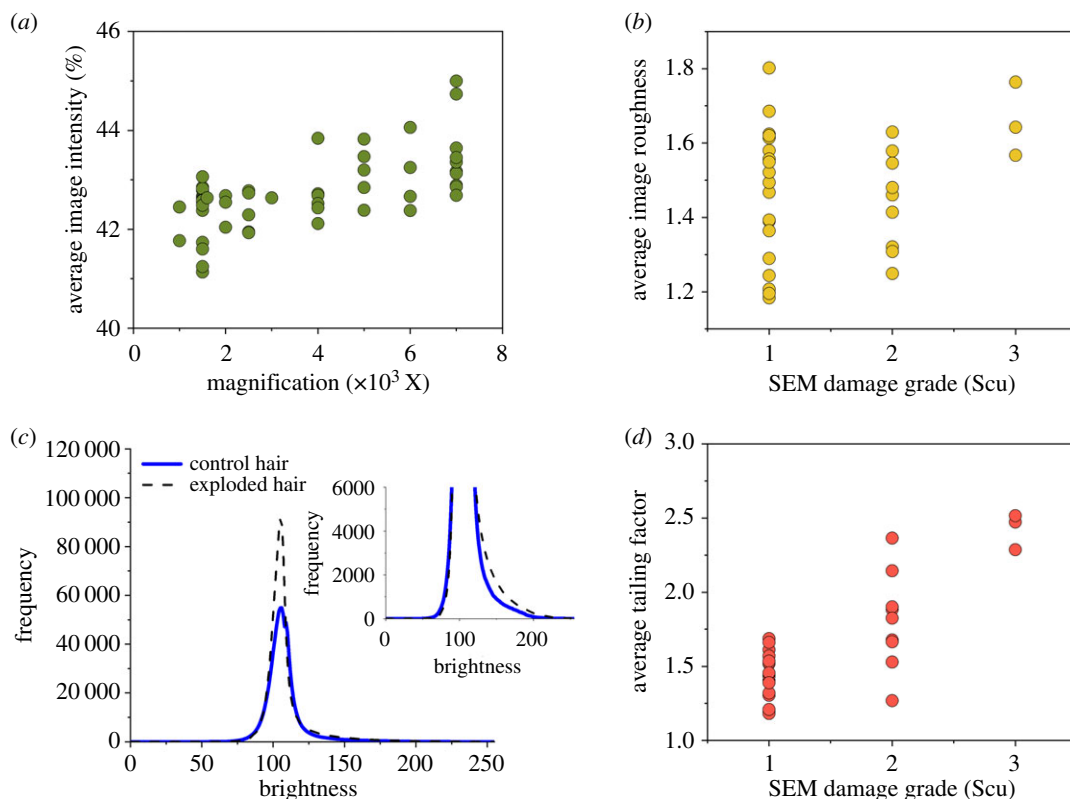 (a)
46
44
42
40
average image intensity (%)
0
2
4
6
8
magnification (×10³ X)
(b)
1.8
1.6
1.4
1.2
average image roughness
1
2
3
SEM damage grade (Scu)
(c)
120 000
100 000
80 000
60 000
40 000
20 000
0
frequency
control hair
exploded hair
0
50
100
150
200
250
brightness
6000
4000
2000
0
frequency
0
100
200
brightness
(d)
3.0
2.5
2.0
1.5
1.0
average tailing factor
1
2
3
SEM damage grade (Scu)